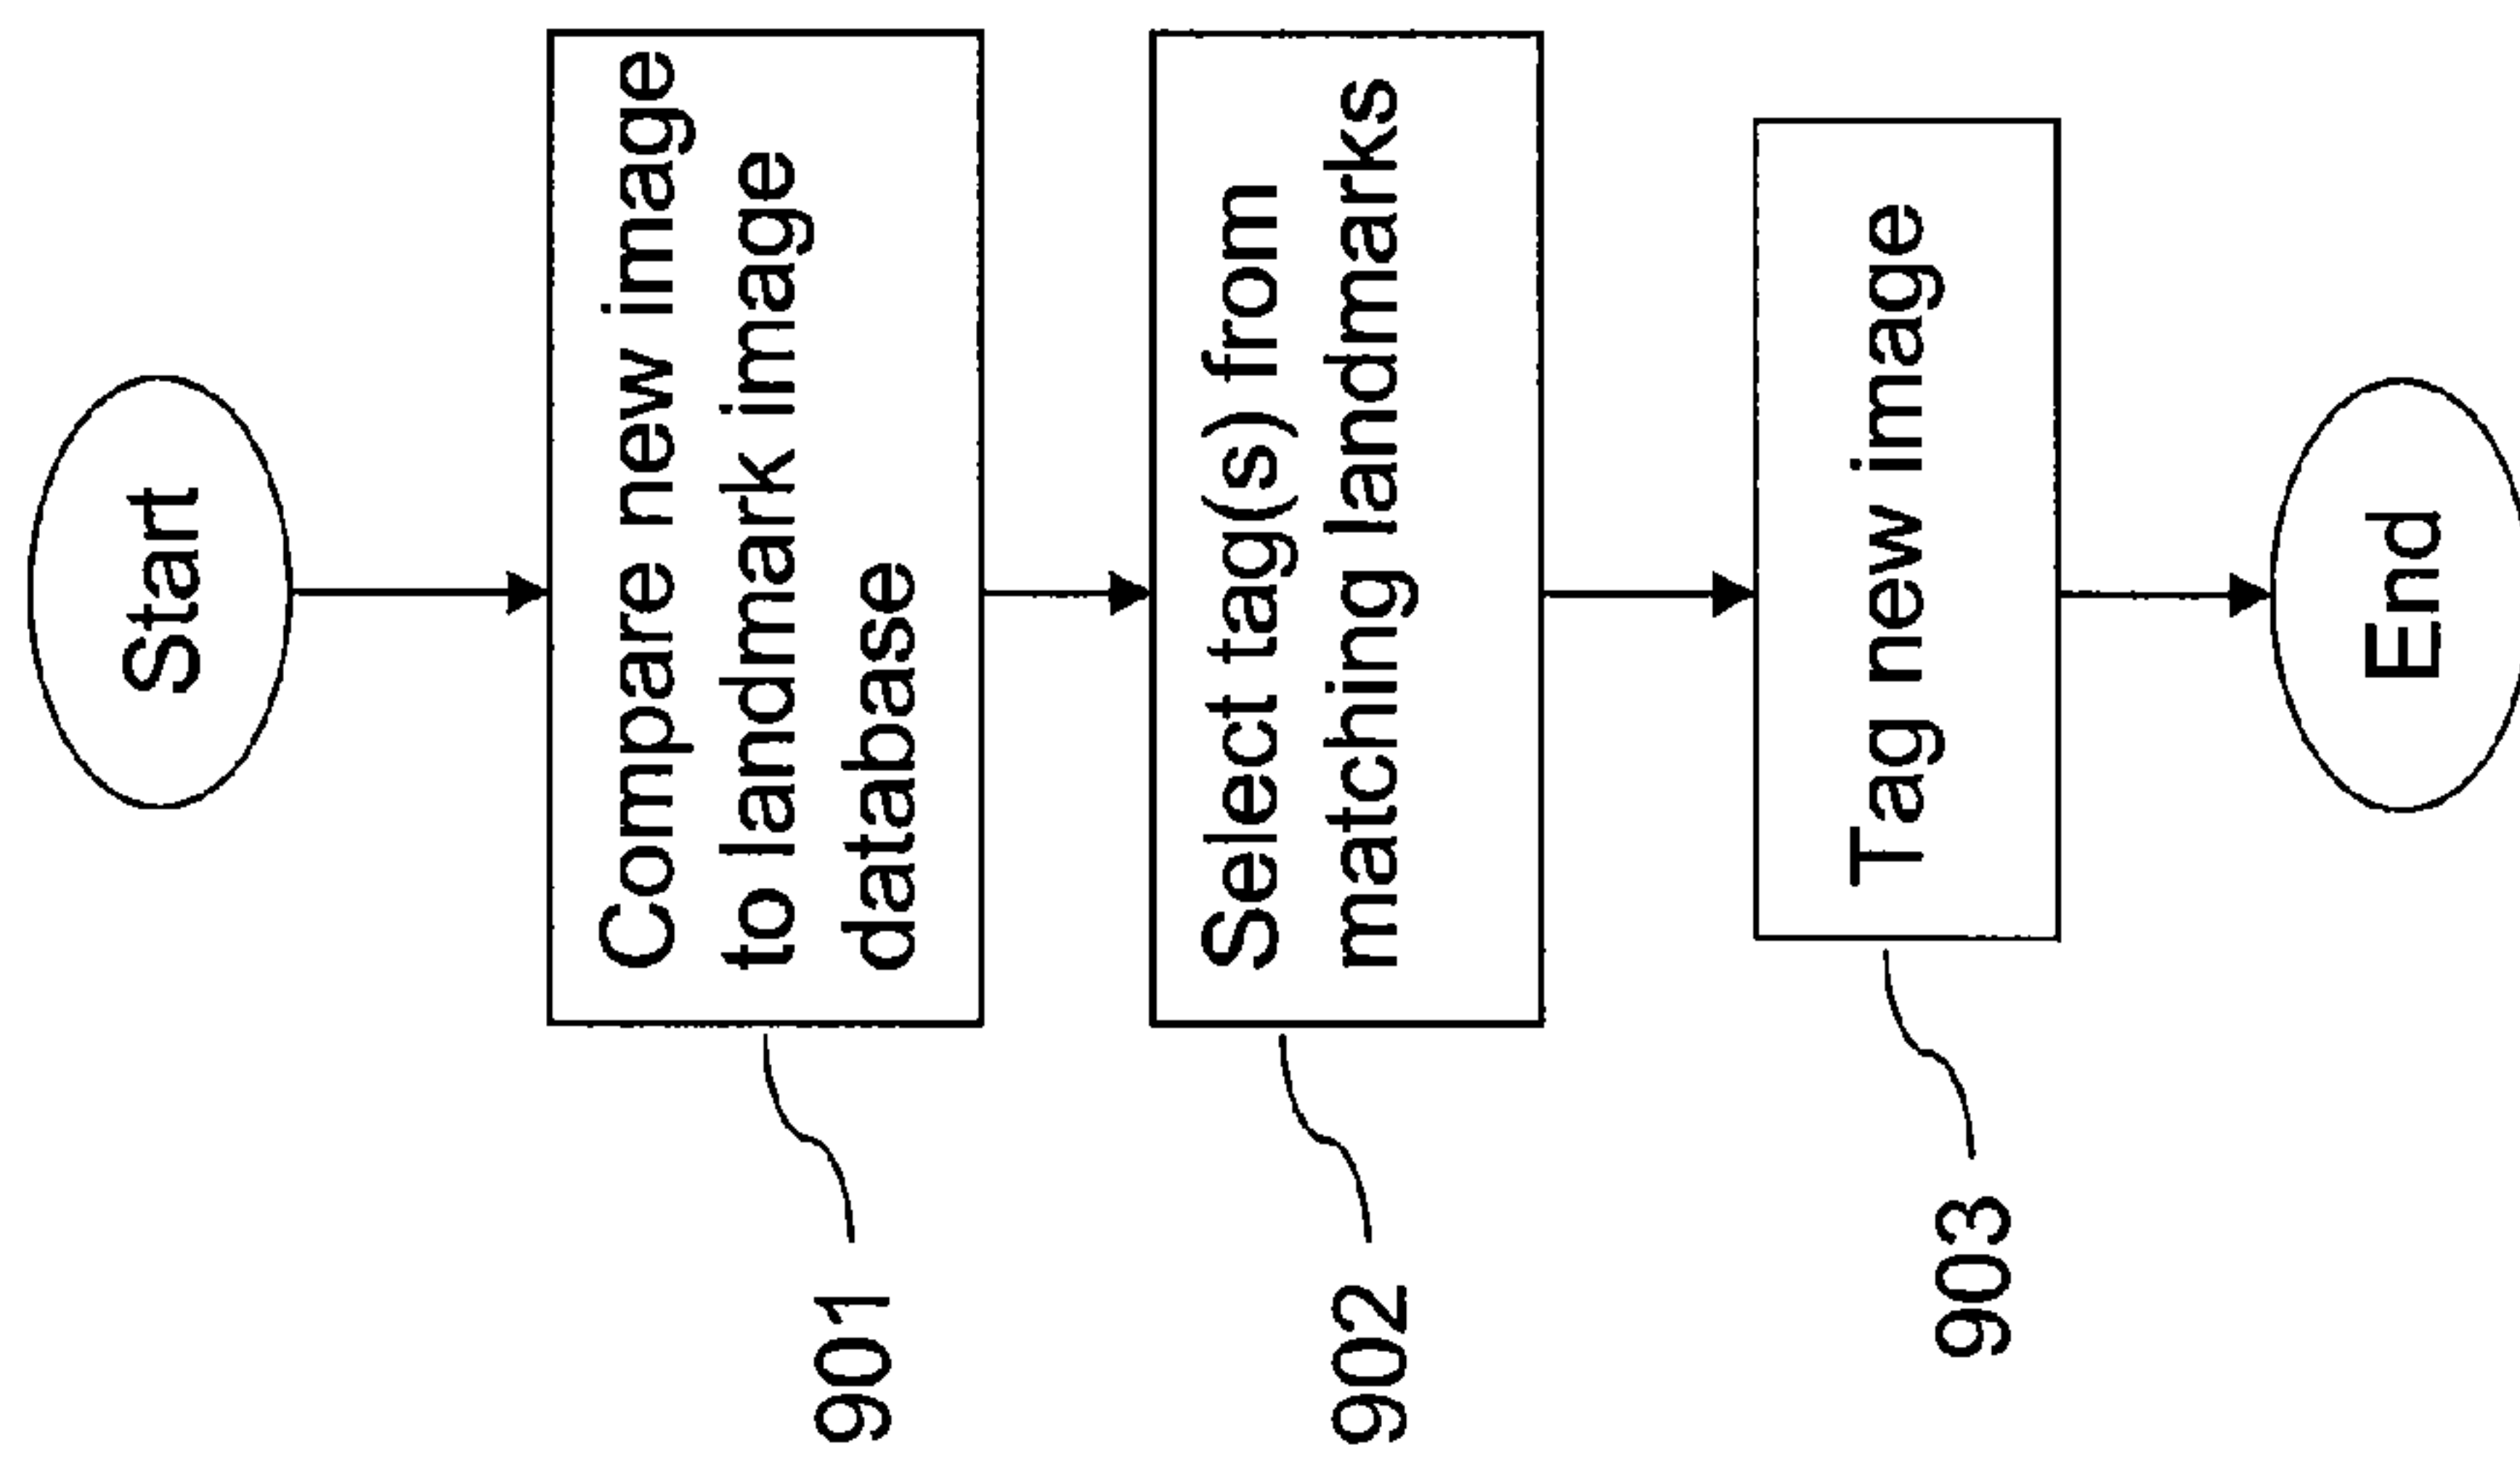 Start
Compare new image
to landmark image
database
901
Select tag(s) from
matching landmarks
902
Tag new image
903
End